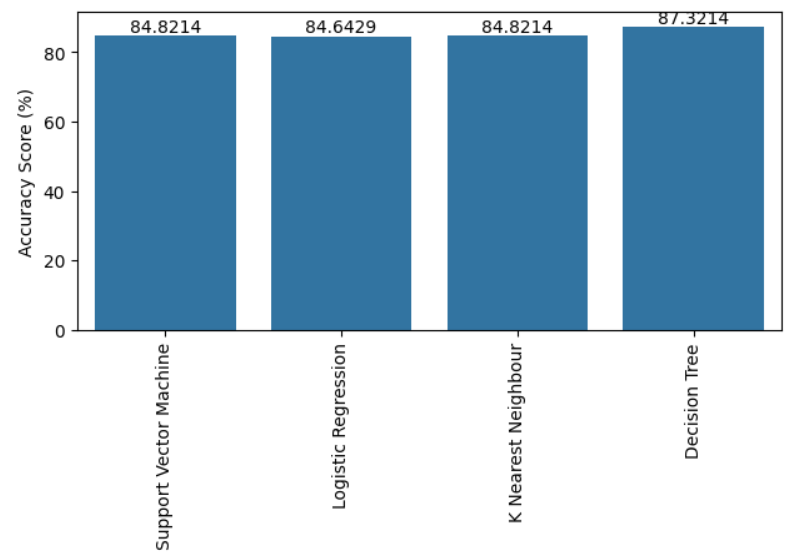 84.8214
84.6429
84.8214
87.3214
Accuracy Score (%)
80
60
40
20
0
Support Vector Machine
Logistic Regression
K Nearest Neighbour
Decision Tree